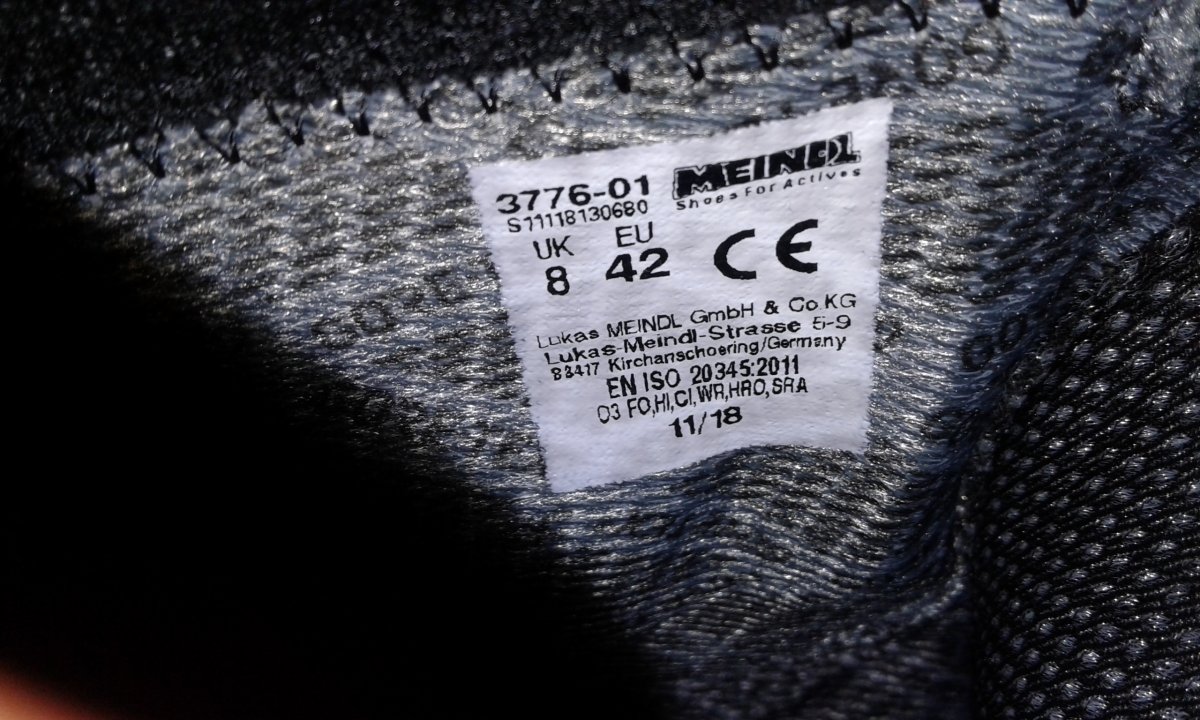 3776-01 MEINDL
S11118130680 Shoes For Actives
UK EU
8 42 CE
Lukas MEINDL GmbH & Co.KG
Lukas-Meindl-Strasse 5-9
83417 Kirchanschoering/Germany
EN ISO 20345:2011
O3 FO,HI,CI,WR,HRO,SRA
11/18